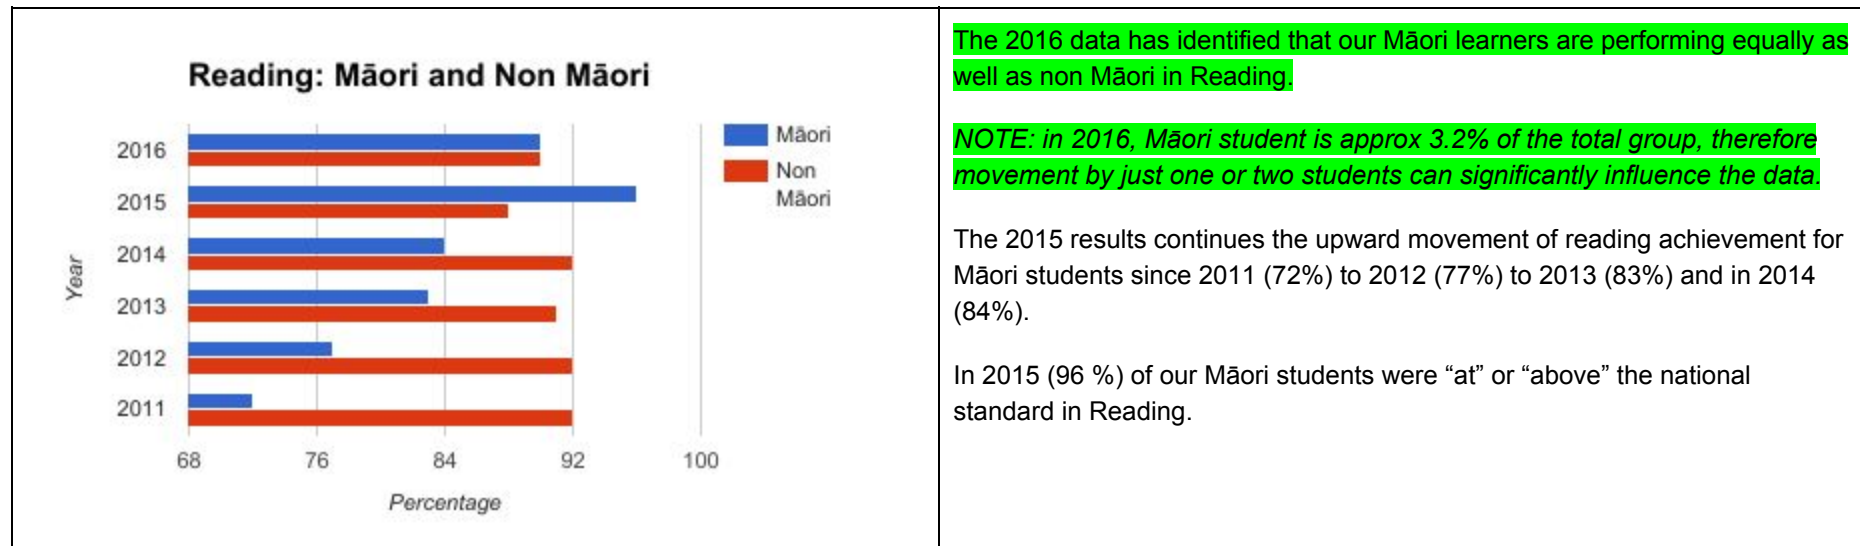 Reading: Māori and Non Māori
Māori
Non
Māori
2016
2015
2014
2013
2012
2011
Year
68 76 84 92 100
Percentage
The 2016 data has identified that our Māori learners are performing equally as
well as non Māori in Reading.
NOTE: in 2016, Māori student is approx 3.2% of the total group, therefore
movement by just one or two students can significantly influence the data.
The 2015 results continues the upward movement of reading achievement for
Māori students since 2011 (72%) to 2012 (77%) to 2013 (83%) and in 2014
(84%).
In 2015 (96 %) of our Māori students were “at” or “above” the national
standard in Reading.